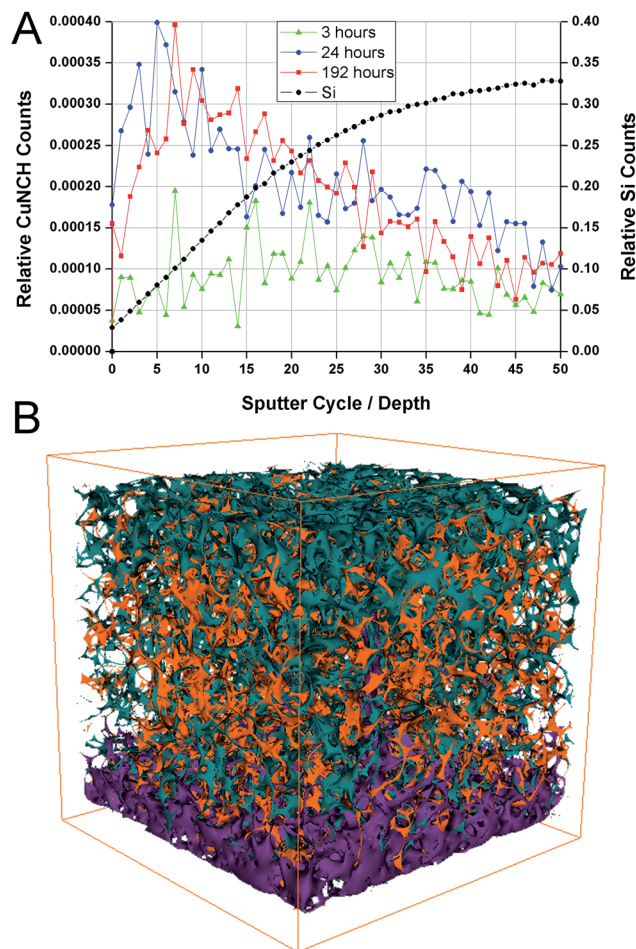 A
3 hours
24 hours
192 hours
Si
Relative CuNCH Counts
0.00040
0.00035
0.00030
0.00025
0.00020
0.00015
0.00010
0.00005
0.00000
Relative Si Counts
0.40
0.35
0.30
0.25
0.20
0.15
0.10
0.05
0.00
0 5 10 15 20 25 30 35 40 45 50
Sputter Cycle / Depth
B